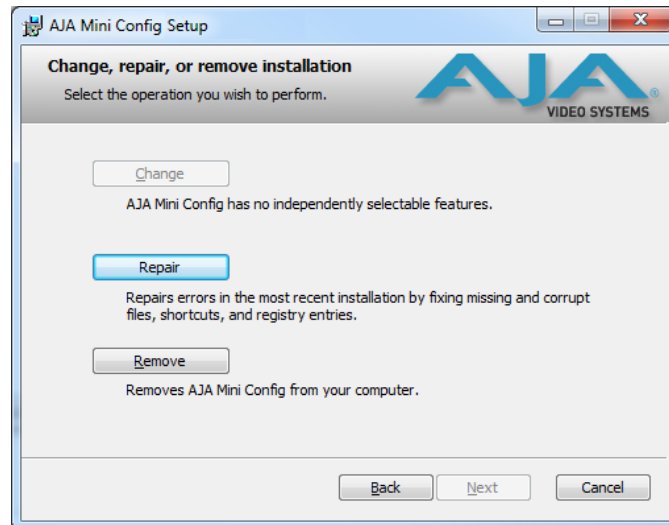 AJA Mini Config Setup
Change, repair, or remove installation
Select the operation you wish to perform.
AJA®
VIDEO SYSTEMS
Change
AJA Mini Config has no independently selectable features.
Repair
Repairs errors in the most recent installation by fixing missing and corrupt
files, shortcuts, and registry entries.
Remove
Removes AJA Mini Config from your computer.
Back
Next
Cancel